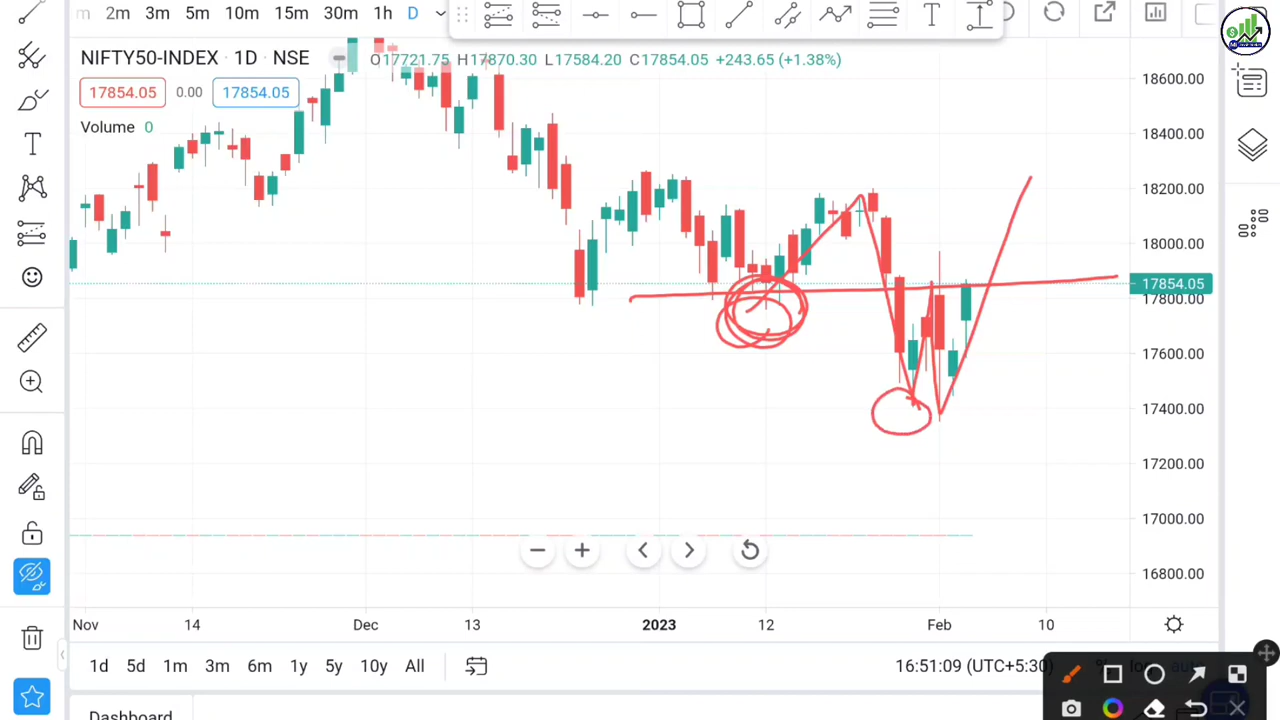 2m 3m 5m 10m 15m 30m 1h D
NIFTY50-INDEX · 1D · NSE O17721.75 H17870.30 L17584.20 C17854.05 +243.65 (+1.38%)
17854.05 0.00 17854.05
Volume 0
18600.00
18400.00
18200.00
18000.00
17854.05
17800.00
17600.00
17400.00
17200.00
17000.00
16800.00
Nov 14 Dec 13 2023 12 Feb 10
1d 5d 1m 3m 6m 1y 5y 10y All 16:51:09 (UTC+5:30)
Dashboard